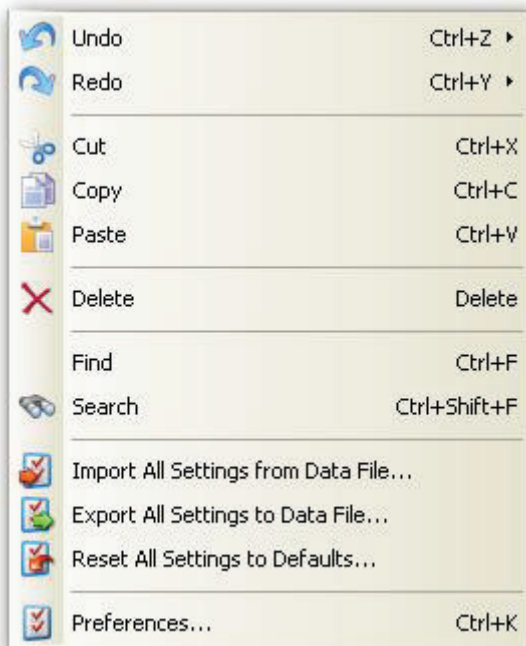 Undo Ctrl+Z
Redo Ctrl+Y
Cut Ctrl+X
Copy Ctrl+C
Paste Ctrl+V
Delete Delete
Find Ctrl+F
Search Ctrl+Shift+F
Import All Settings from Data File...
Export All Settings to Data File...
Reset All Settings to Defaults...
Preferences... Ctrl+K